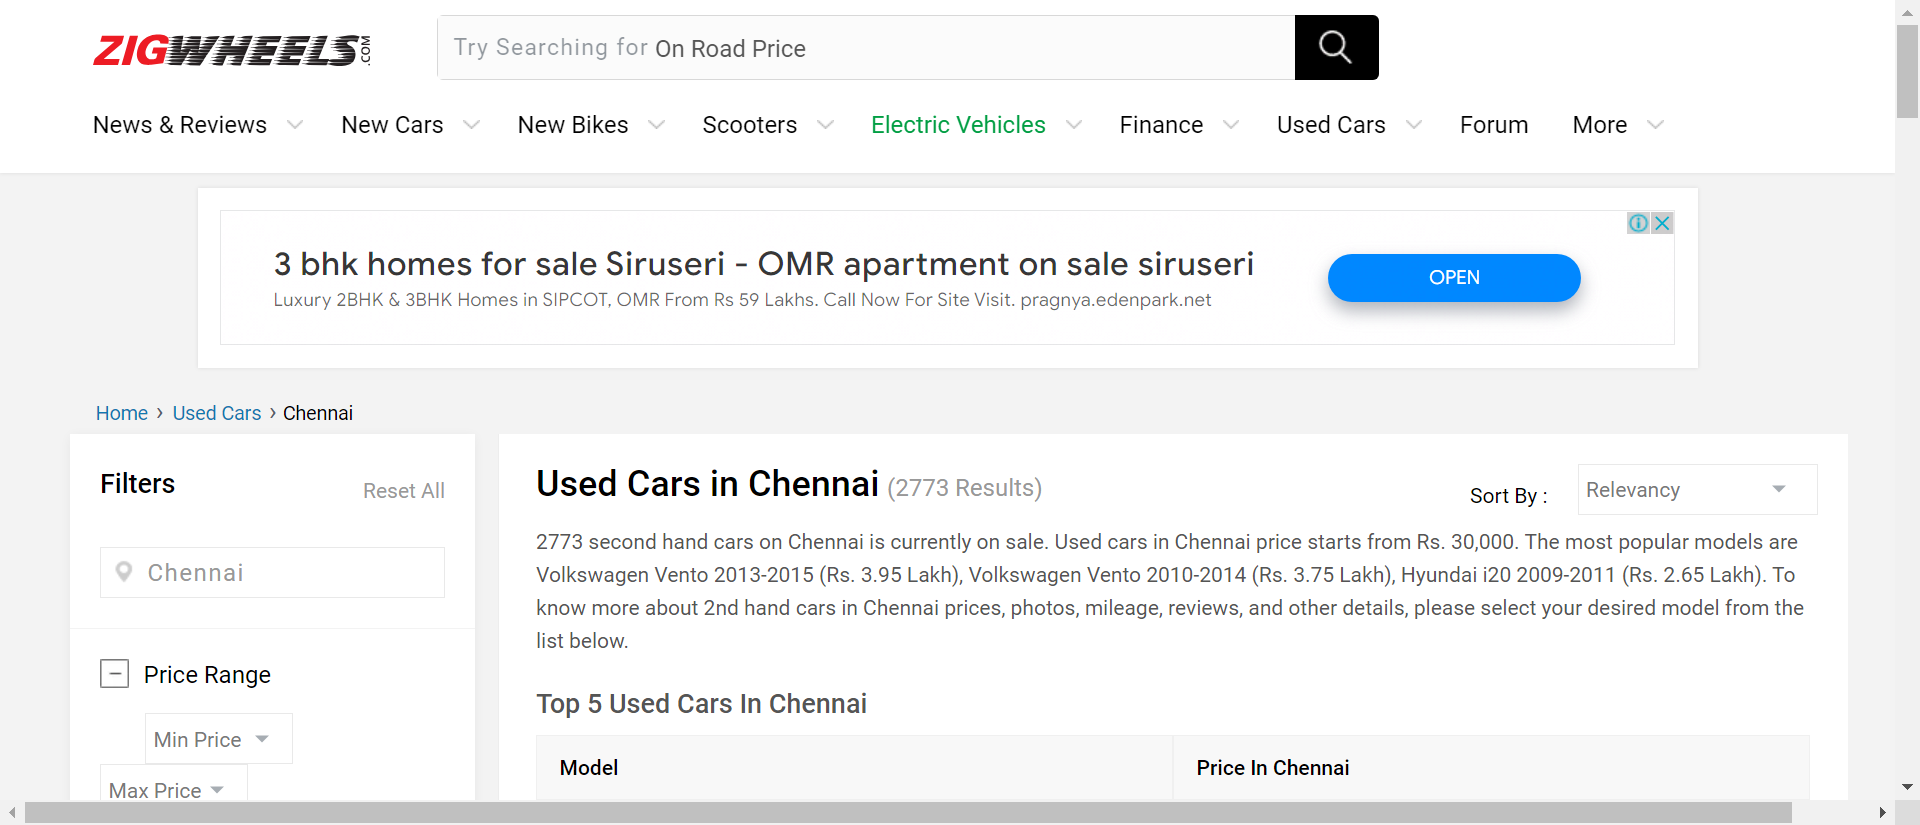 ZIGWHEELS.COM
Try Searching for On Road Price
News & Reviews New Cars New Bikes Scooters Electric Vehicles Finance Used Cars Forum More
3 bhk homes for sale Siruseri - OMR apartment on sale siruseri
Luxury 2BHK & 3BHK Homes in SIPCOT, OMR From Rs 59 Lakhs. Call Now For Site Visit. pragnya.edenpark.net
OPEN
Home › Used Cars › Chennai
Filters
Reset All
Chennai
Price Range
Min Price
Max Price
Used Cars in Chennai (2773 Results)
Sort By :
Relevancy
2773 second hand cars on Chennai is currently on sale. Used cars in Chennai price starts from Rs. 30,000. The most popular models are
Volkswagen Vento 2013-2015 (Rs. 3.95 Lakh), Volkswagen Vento 2010-2014 (Rs. 3.75 Lakh), Hyundai i20 2009-2011 (Rs. 2.65 Lakh). To
know more about 2nd hand cars in Chennai prices, photos, mileage, reviews, and other details, please select your desired model from the
list below.
Top 5 Used Cars In Chennai
Model Price In Chennai